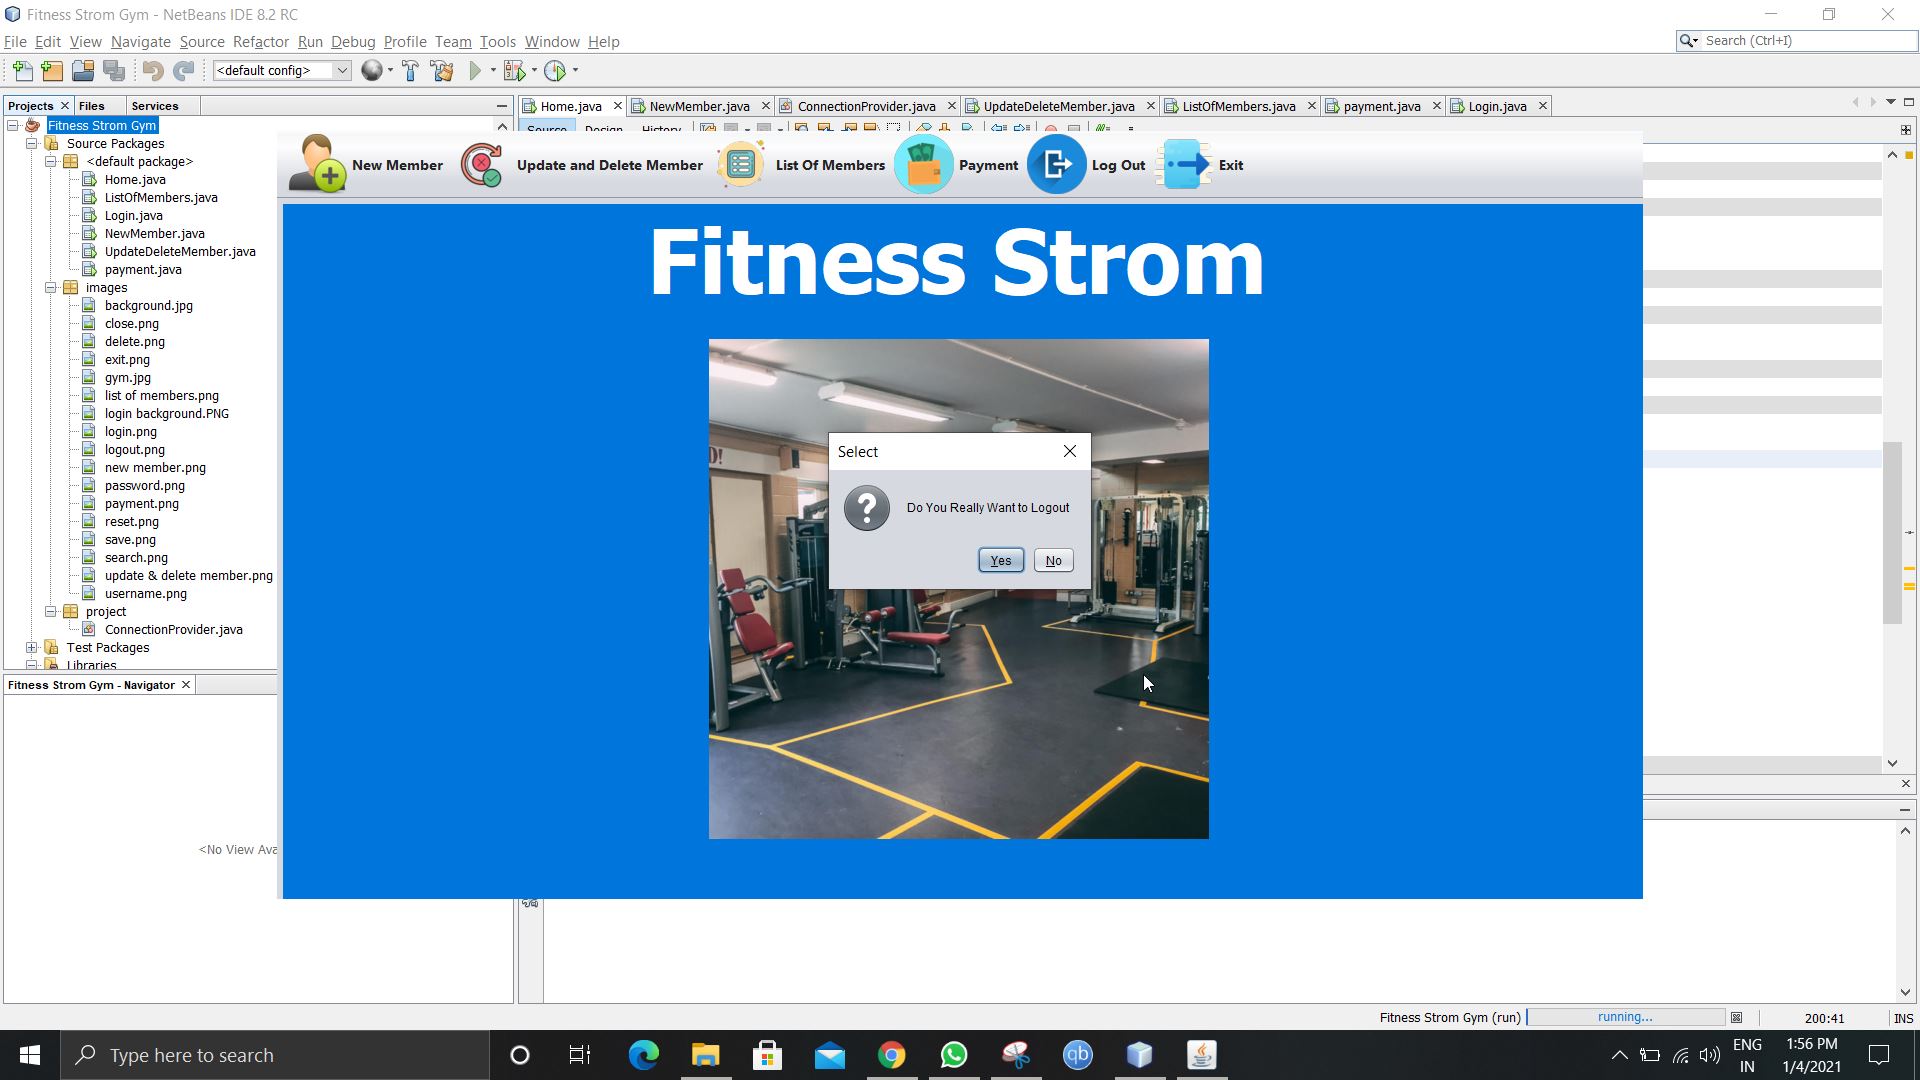 Fitness Strom Gym - NetBeans IDE 8.2 RC
File Edit View Navigate Source Refactor Run Debug Profile Team Tools Window Help
Search (Ctrl+I)
<default config>
Projects Files Services
Home.java NewMember.java ConnectionProvider.java UpdateDeleteMember.java ListOfMembers.java payment.java Login.java
Source Design History
Fitness Strom Gym
Source Packages
<default package>
Home.java
ListOfMembers.java
Login.java
NewMember.java
UpdateDeleteMember.java
payment.java
images
background.jpg
close.png
delete.png
exit.png
gym.jpg
list of members.png
login background.PNG
login.png
logout.png
new member.png
password.png
payment.png
reset.png
save.png
search.png
update & delete member.png
username.png
project
ConnectionProvider.java
Test Packages
Libraries
Fitness Strom Gym - Navigator
<No View Ava
New Member Update and Delete Member List Of Members Payment Log Out Exit
Fitness Strom
D!
Select
?
Do You Really Want to Logout
Yes No
Fitness Strom Gym (run) running... 200:41 INS
Type here to search
qb
ENG
IN
1:56 PM
1/4/2021